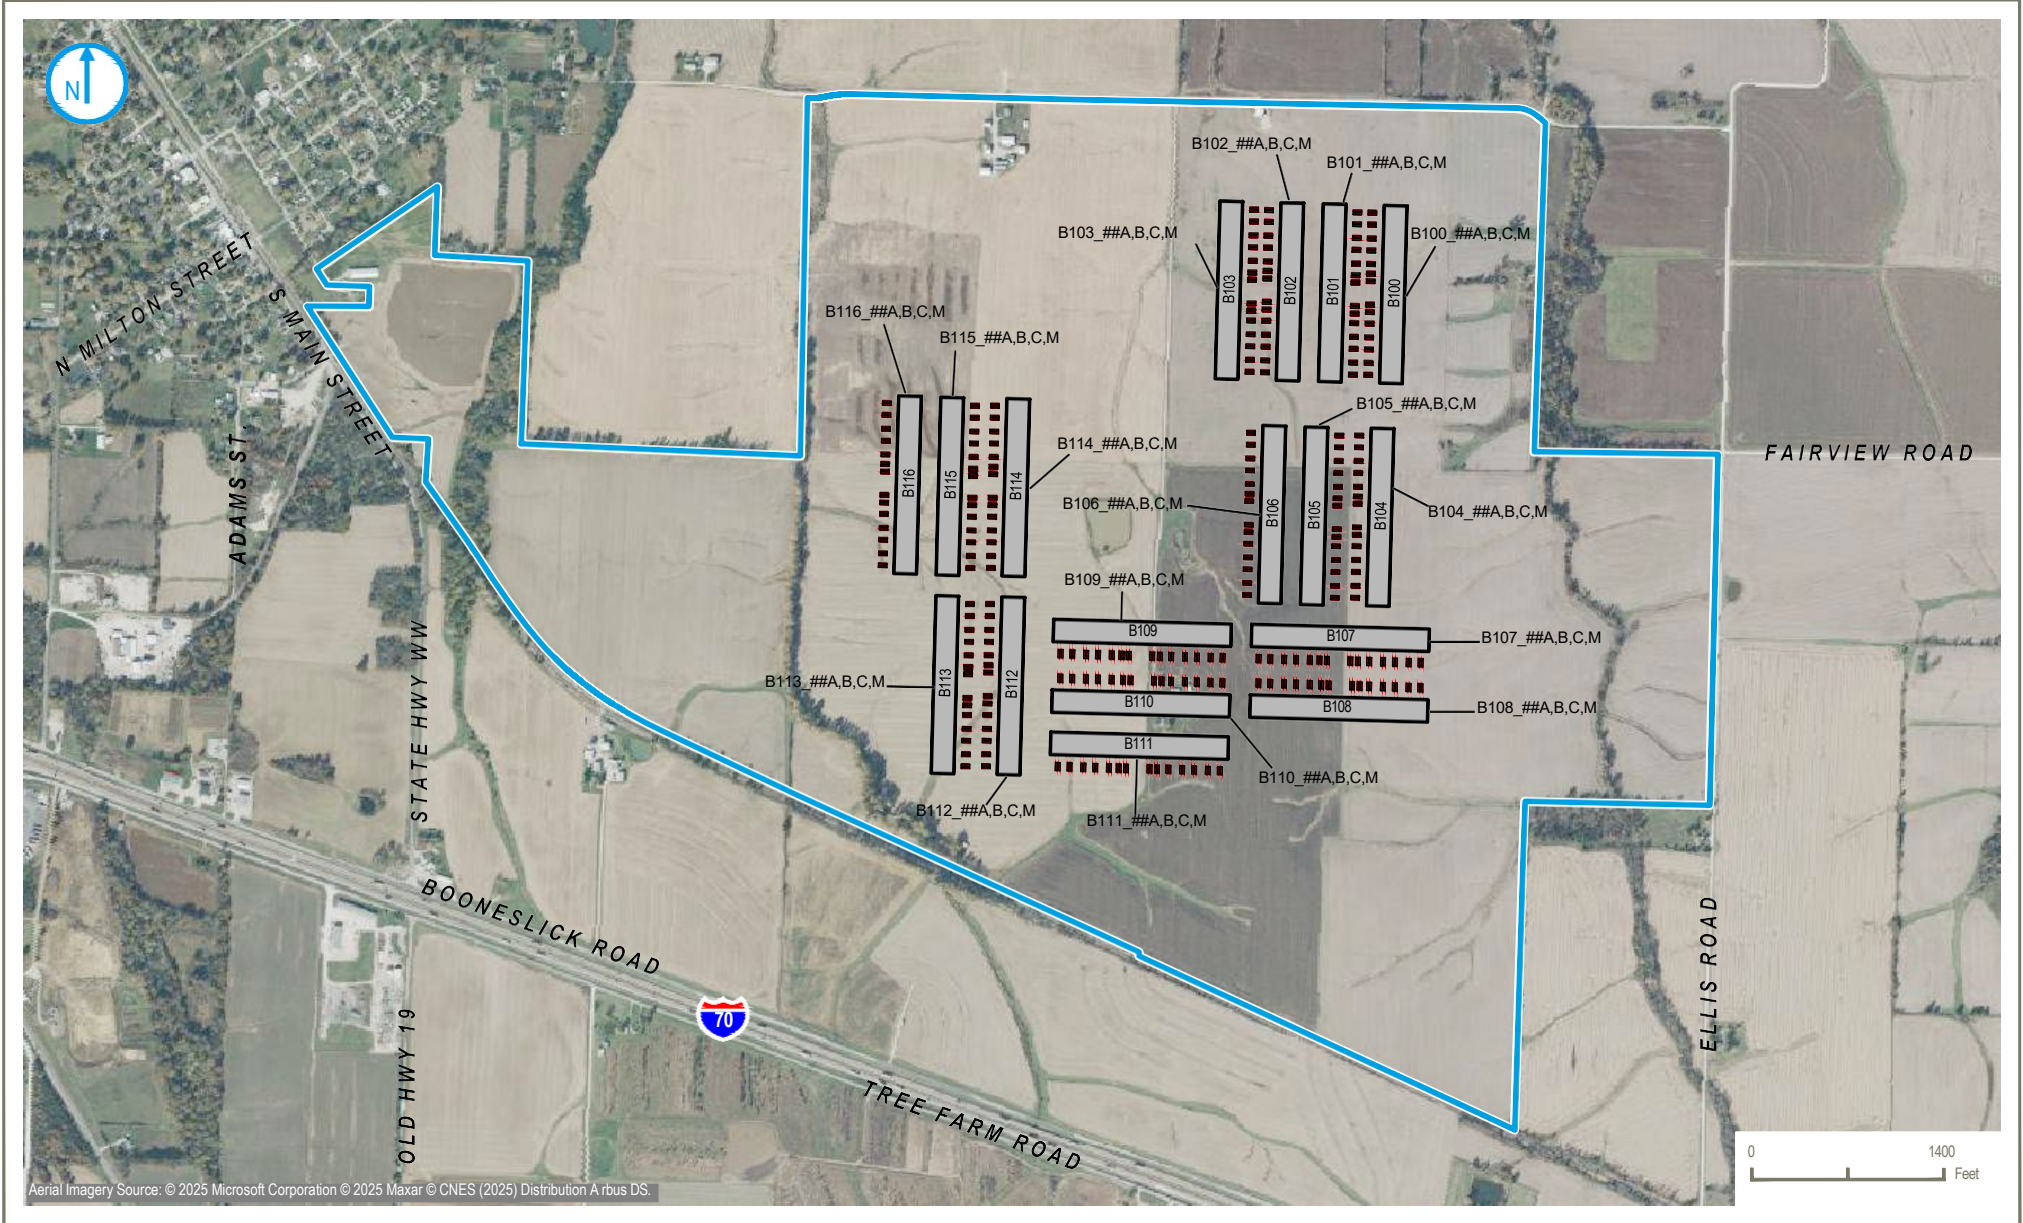 N
B102_##A,B,C,M
B101_##A,B,C,M
B103_##A,B,C,M
B100_##A,B,C,M
N MILTON STREET
S MAIN STREET
B103
B102
B101
B100
B116_##A,B,C,M
B115_##A,B,C,M
B105_##A,B,C,M
B114_##A,B,C,M
FAIRVIEW ROAD
ADAMS ST.
B116
B115
B114
B106_##A,B,C,M
B106
B105
B104
B104_##A,B,C,M
B109_##A,B,C,M
B109
B107
B107_##A,B,C,M
STATE HWY WW
B113_##A,B,C,M
B113
B112
B110
B108
B108_##A,B,C,M
B111
B110_##A,B,C,M
B112_##A,B,C,M
B111_##A,B,C,M
BOONESLICK ROAD
ELLIS ROAD
70
OLD HWY 19
TREE FARM ROAD
0 1400
Feet
Aerial Imagery Source: © 2025 Microsoft Corporation © 2025 Maxar © CNES (2025) Distribution A rbus DS.